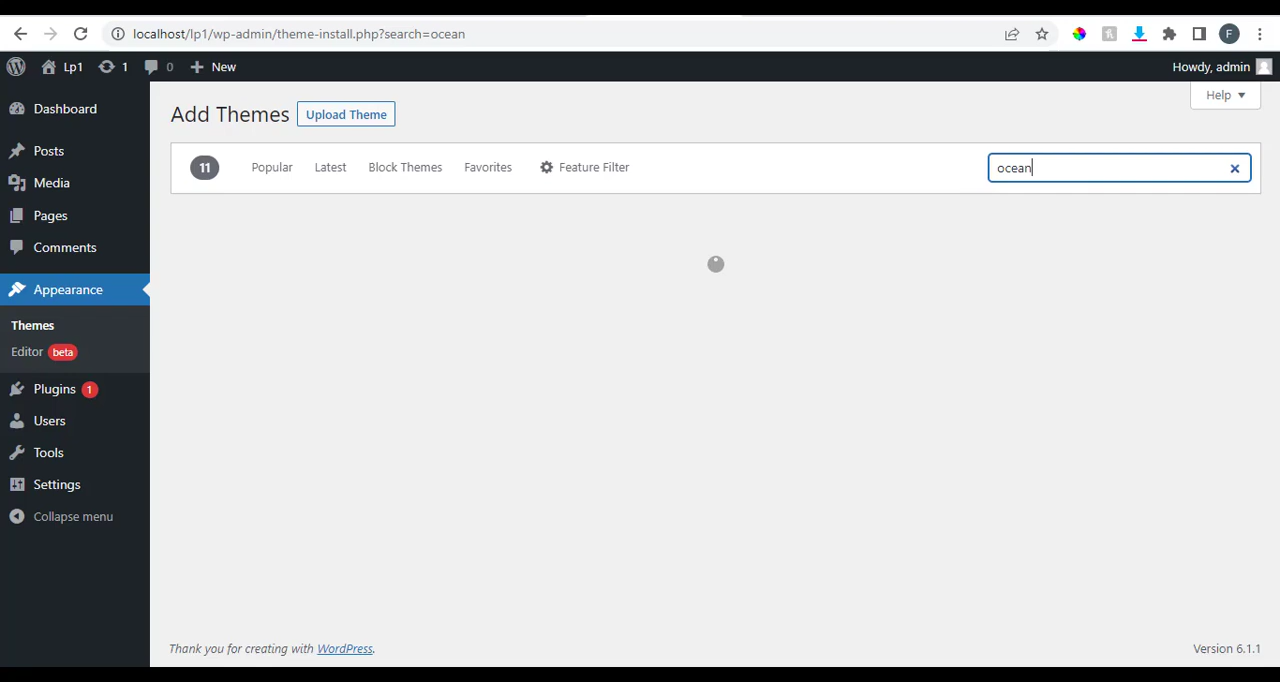 localhost/lp1/wp-admin/theme-install.php?search=ocean
F
Lp1 1 0 New
Howdy, admin
Help
Dashboard
Posts
Media
Pages
Comments
Appearance
Themes
Editor beta
Plugins 1
Users
Tools
Settings
Collapse menu
Add Themes Upload Theme
11 Popular Latest Block Themes Favorites Feature Filter ocean
Thank you for creating with WordPress.
Version 6.1.1